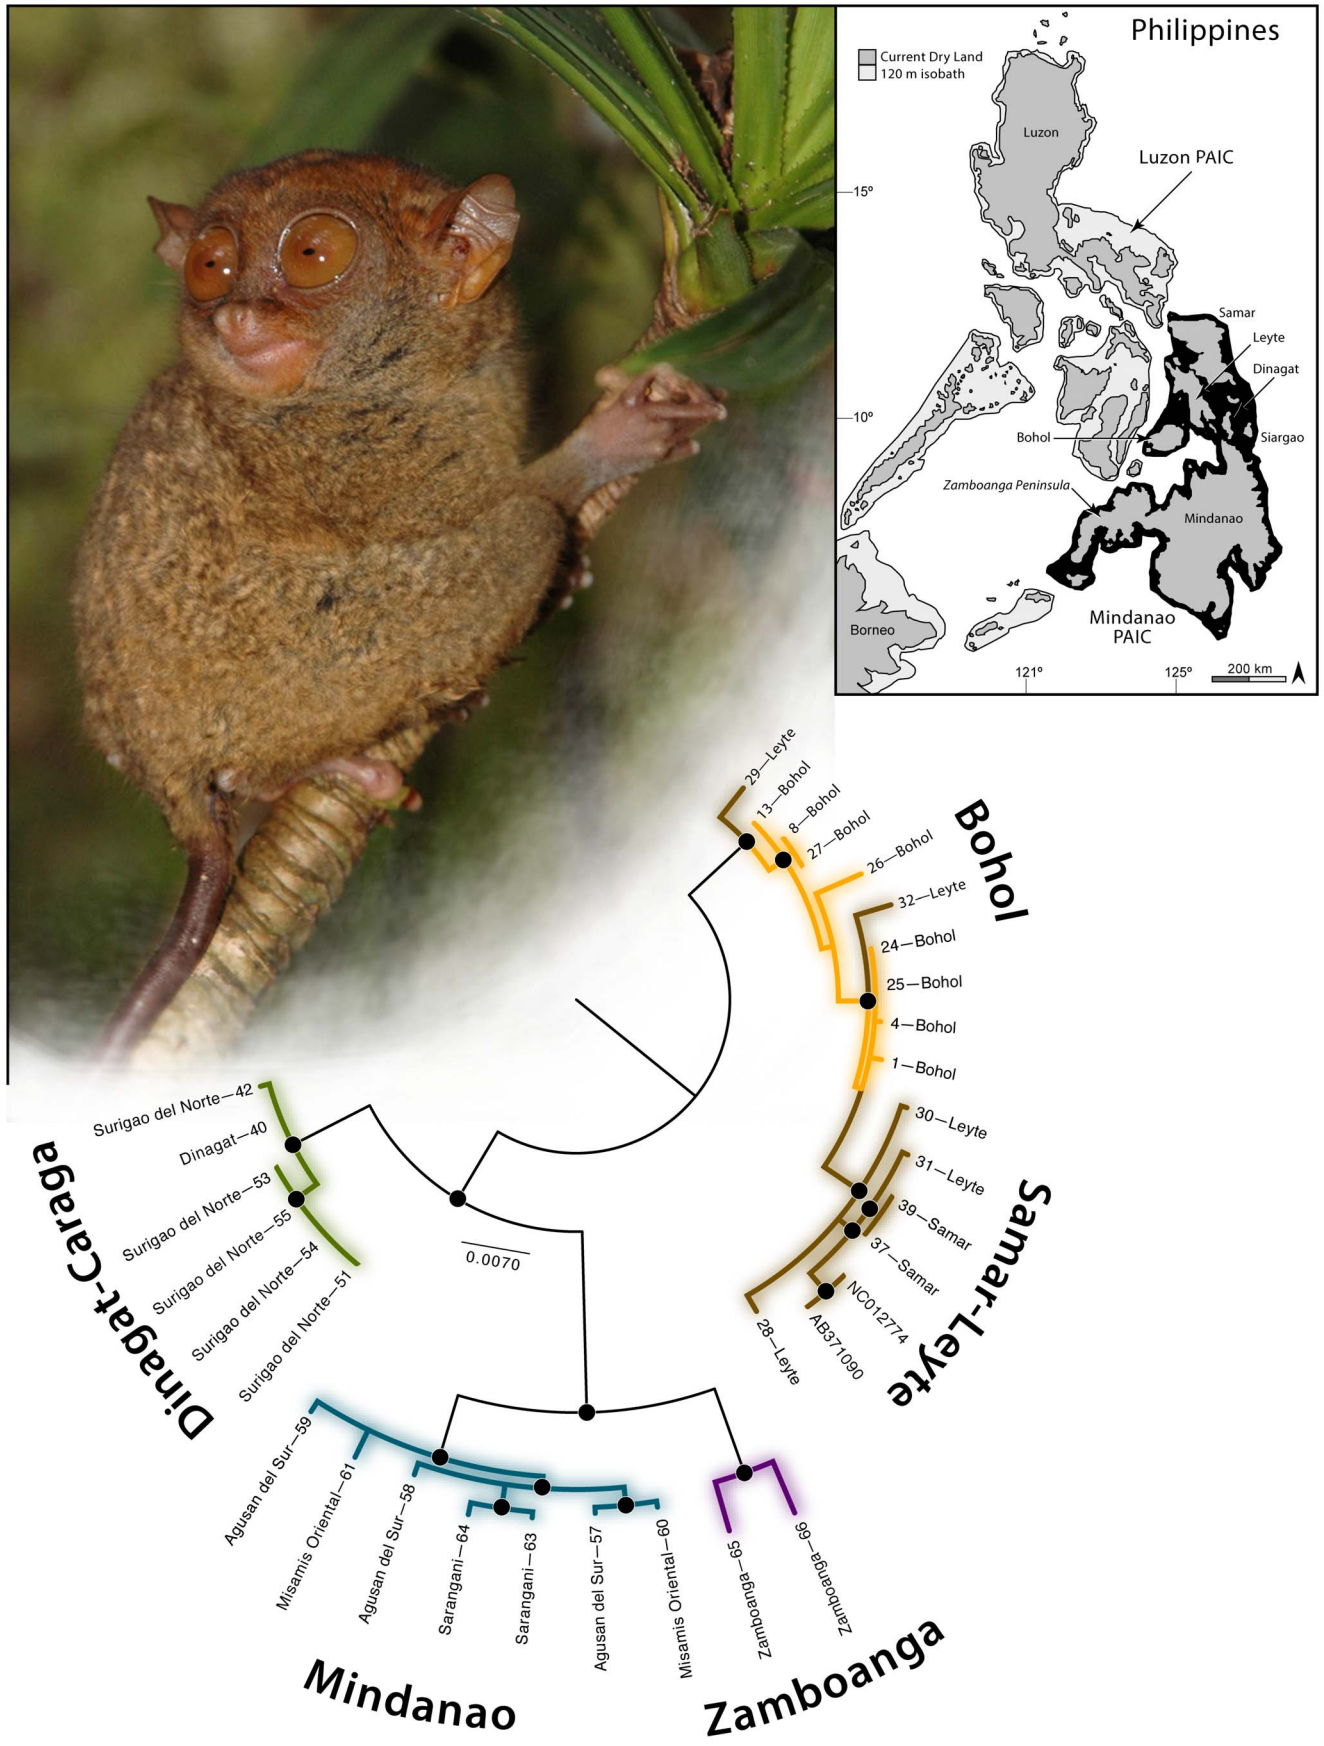 Philippines
Current Dry Land
120 m isobath
Luzon
Luzon PAIC
15º
Samar
Leyte
Dinagat
10º
Bohol
Siargao
Zamboanga Peninsula
Mindanao
Mindanao
PAIC
Borneo
121º
125º
200 km
29—Leyte
13—Bohol
8—Bohol
27—Bohol
26—Bohol
32—Leyte
24—Bohol
25—Bohol
4—Bohol
1—Bohol
Bohol
30—Leyte
31—Leyte
39—Samar
37—Samar
NC012774
AB371090
28—Leyte
Samar-Leyte
Surigao del Norte—42
Dinagat—40
Surigao del Norte—53
Surigao del Norte—55
Surigao del Norte—54
Surigao del Norte—51
Dinagat-Caraga
0.0070
Agusan del Sur—59
Misamis Oriental—61
Agusan del Sur—58
Sarangani—64
Sarangani—63
Agusan del Sur—57
Misamis Oriental—60
Mindanao
Zamboanga—65
Zamboanga—66
Zamboanga